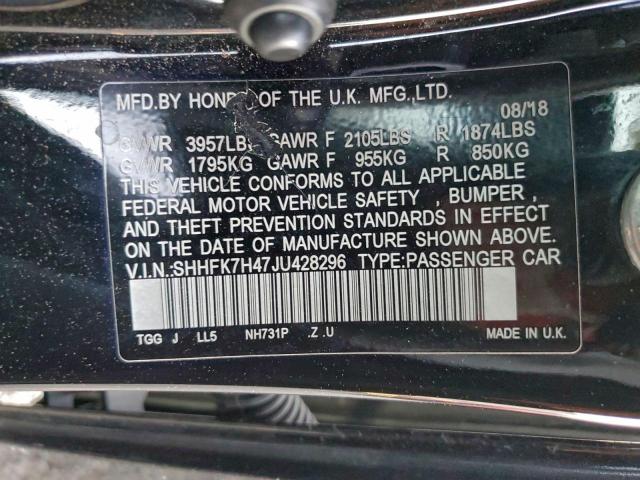 MFD.BY HONDA OF THE U.K. MFG.,LTD.
08/18
GVWR 3957LBS GAWR F 2105LBS R 1874LBS
GVWR 1795KG GAWR F 955KG R 850KG
THIS VEHICLE CONFORMS TO ALL APPLICABLE
FEDERAL MOTOR VEHICLE SAFETY , BUMPER ,
AND THEFT PREVENTION STANDARDS IN EFFECT
ON THE DATE OF MANUFACTURE SHOWN ABOVE.
V.I.N.:SHHFK7H47JU428296 TYPE:PASSENGER CAR
TGG J LL5 NH731P .Z .U MADE IN U.K.